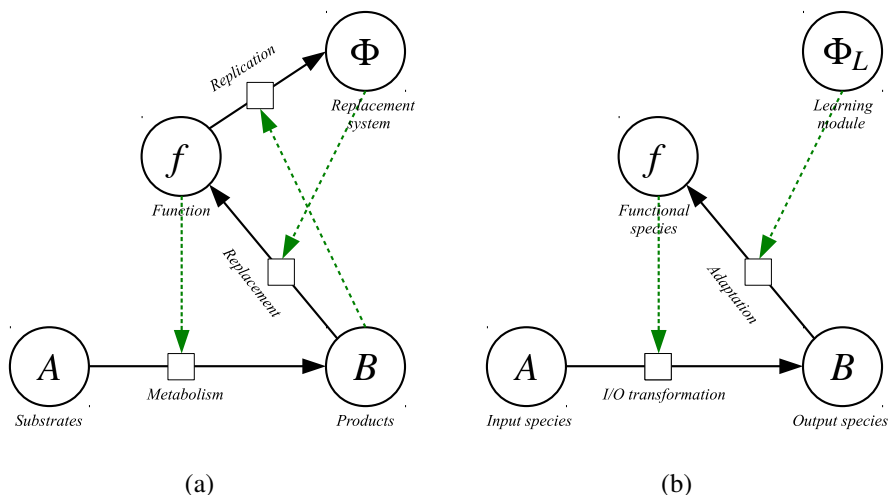 Φ
Replication
Replacement
system
f
Function
Replacement
A
Substrates
Metabolism
B
Products
(a)
Φ_L
Learning
module
f
Functional
species
Adaptation
A
Input species
I/O transformation
B
Output species
(b)